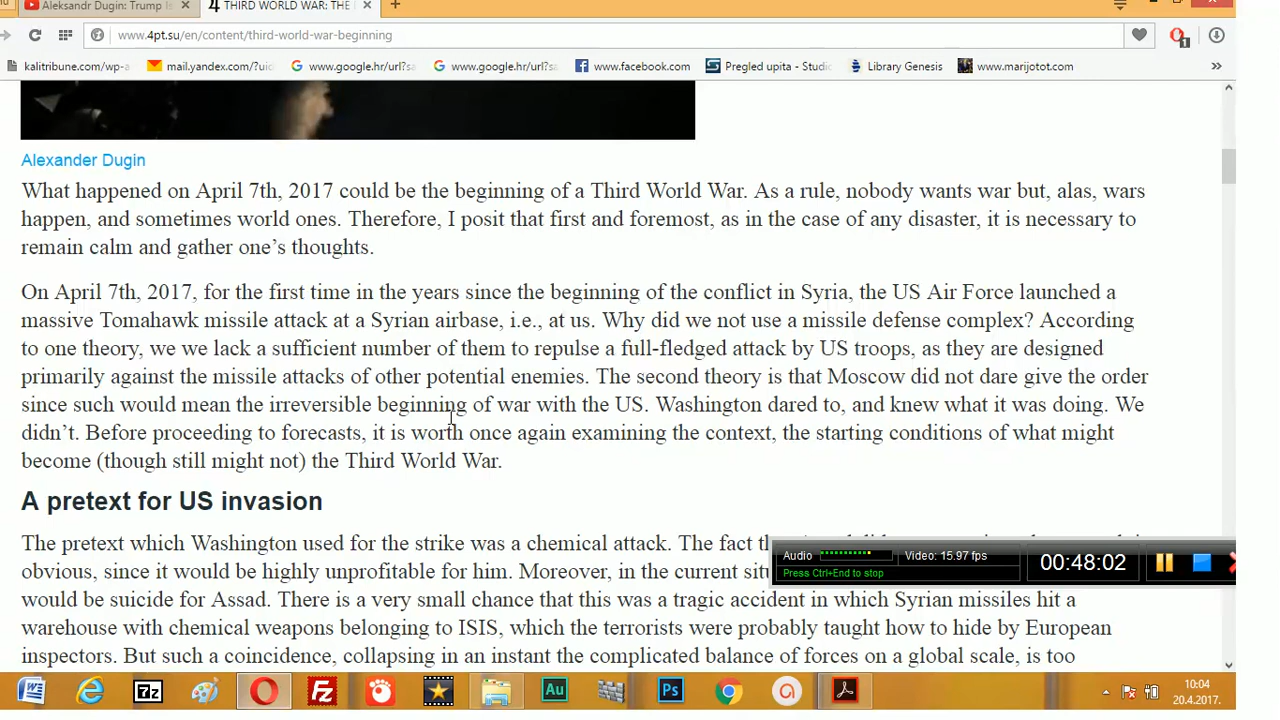 Aleksandr Dugin: Trump Is
THIRD WORLD WAR: THE
www.4pt.su/en/content/third-world-war-beginning
1
kalitribune.com/wp-a
mail.yandex.com/?uid
www.google.hr/url?sa
www.google.hr/url?sa
www.facebook.com
Pregled upita - Studio
Library Genesis
www.marijotot.com
Alexander Dugin
What happened on April 7th, 2017 could be the beginning of a Third World War. As a rule, nobody wants war but, alas, wars
happen, and sometimes world ones. Therefore, I posit that first and foremost, as in the case of any disaster, it is necessary to
remain calm and gather one’s thoughts.
On April 7th, 2017, for the first time in the years since the beginning of the conflict in Syria, the US Air Force launched a
massive Tomahawk missile attack at a Syrian airbase, i.e., at us. Why did we not use a missile defense complex? According
to one theory, we we lack a sufficient number of them to repulse a full-fledged attack by US troops, as they are designed
primarily against the missile attacks of other potential enemies. The second theory is that Moscow did not dare give the order
since such would mean the irreversible beginning of war with the US. Washington dared to, and knew what it was doing. We
didn’t. Before proceeding to forecasts, it is worth once again examining the context, the starting conditions of what might
become (though still might not) the Third World War.
A pretext for US invasion
The pretext which Washington used for the strike was a chemical attack. The fact
obvious, since it would be highly unprofitable for him. Moreover, in the current
would be suicide for Assad. There is a very small chance that this was a tragic accident in which Syrian missiles hit a
warehouse with chemical weapons belonging to ISIS, which the terrorists were probably taught how to hide by European
inspectors. But such a coincidence, collapsing in an instant the complicated balance of forces on a global scale, is too
Audio
Video: 15.97 fps
Press Ctrl+End to stop
00:48:02
7z
Fz
Au
Ps
10:04
20.4.2017.